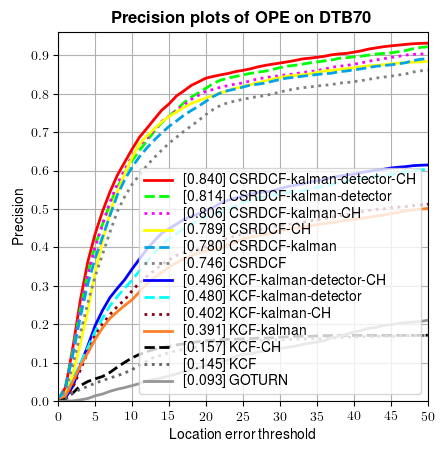 Precision plots of OPE on DTB70
Precision
0.9
0.8
0.7
0.6
0.5
0.4
0.3
0.2
0.1
0.0
[0.840] CSRDCF-kalman-detector-CH
[0.814] CSRDCF-kalman-detector
[0.806] CSRDCF-kalman-CH
[0.789] CSRDCF-CH
[0.780] CSRDCF-kalman
[0.746] CSRDCF
[0.496] KCF-kalman-detector-CH
[0.480] KCF-kalman-detector
[0.402] KCF-kalman-CH
[0.391] KCF-kalman
[0.157] KCF-CH
[0.145] KCF
[0.093] GOTURN
0 5 10 15 20 25 30 35 40 45 50
Location error threshold